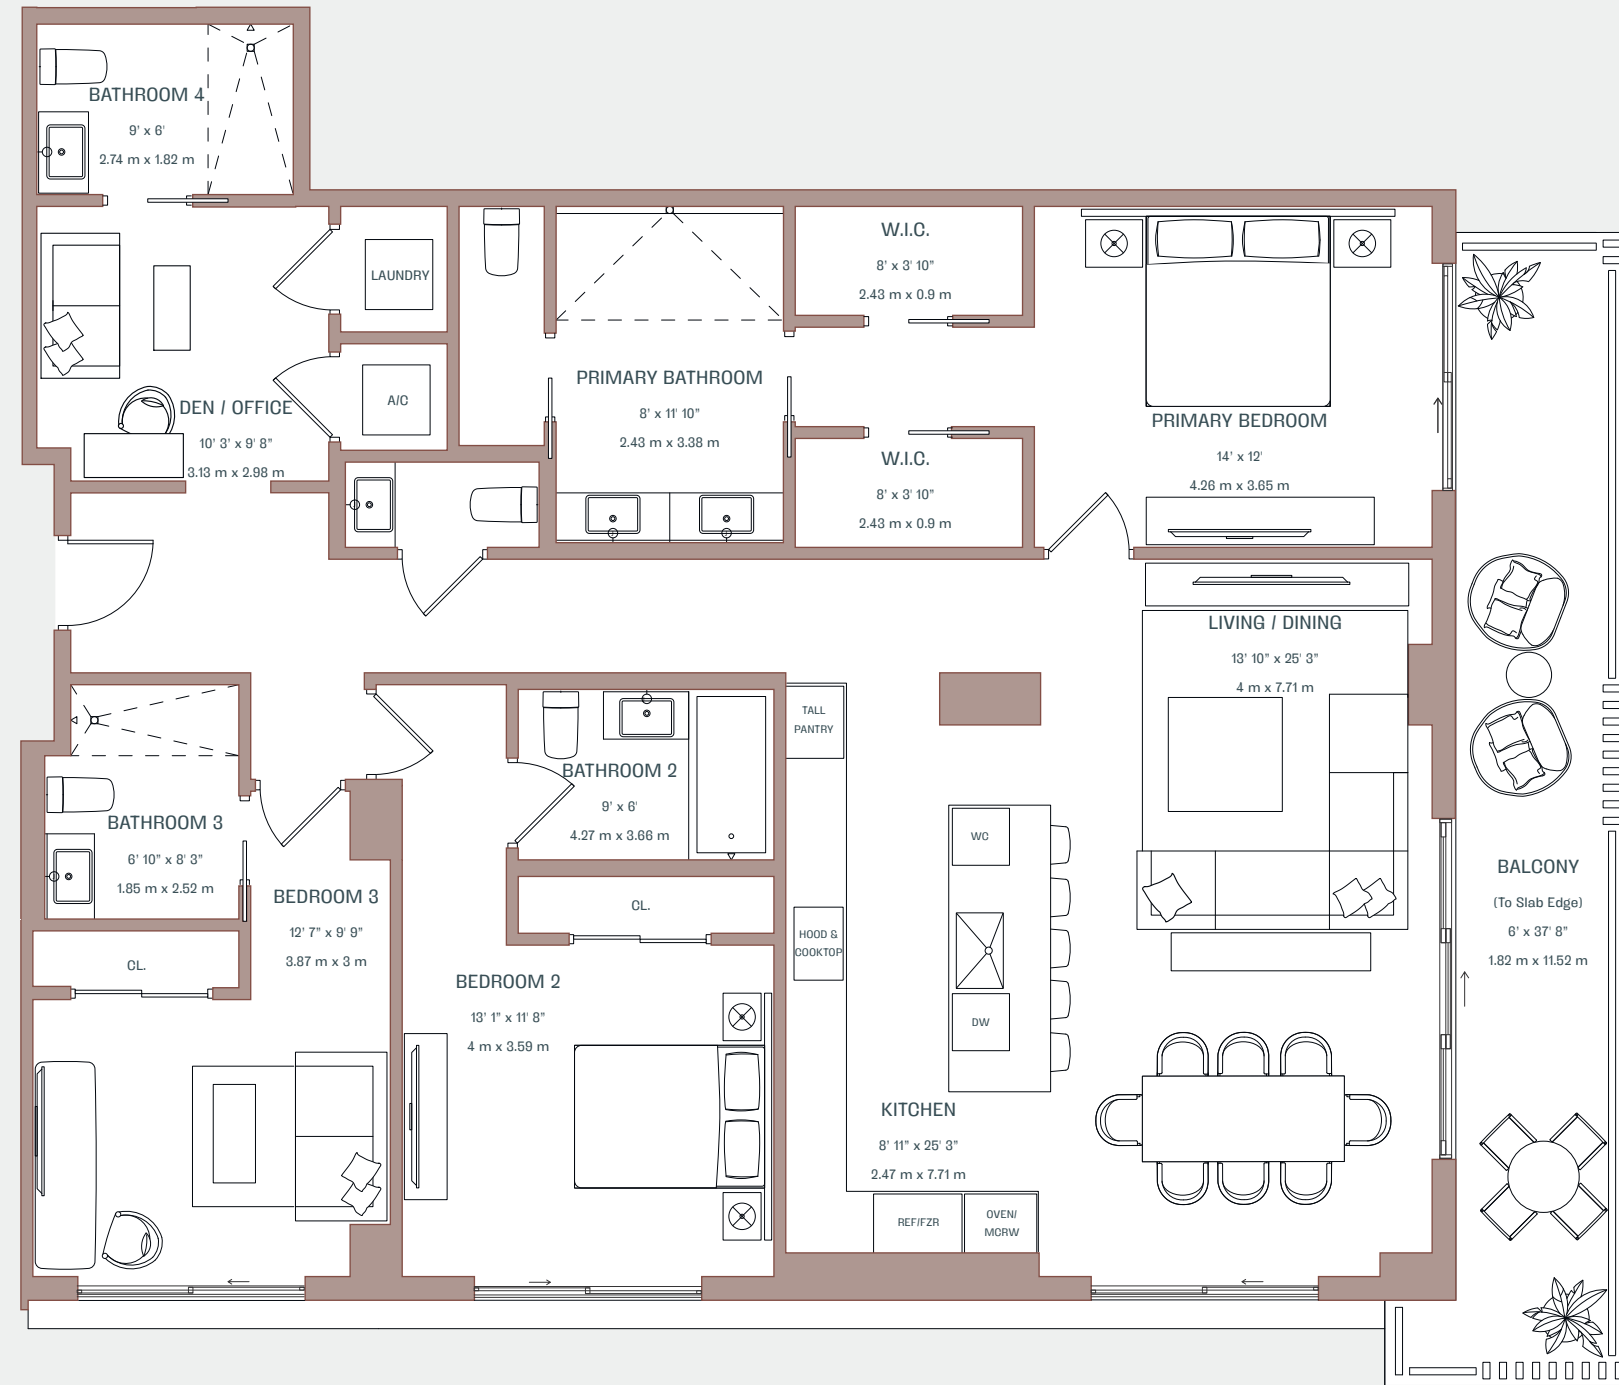 BATHROOM 4
9' x 6'
2.74 m x 1.82 m
LAUNDRY
A/C
DEN / OFFICE
10' 3' x 9' 8"
3.13 m x 2.98 m
PRIMARY BATHROOM
8' x 11' 10"
2.43 m x 3.38 m
W.I.C.
8' x 3' 10"
2.43 m x 0.9 m
W.I.C.
8' x 3' 10"
2.43 m x 0.9 m
PRIMARY BEDROOM
14' x 12'
4.26 m x 3.65 m
LIVING / DINING
13' 10" x 25' 3"
4 m x 7.71 m
TALL
PANTRY
BATHROOM 2
9' x 6'
4.27 m x 3.66 m
BATHROOM 3
6' 10" x 8' 3"
1.85 m x 2.52 m
CL.
BEDROOM 3
12' 7" x 9' 9"
3.87 m x 3 m
CL.
BEDROOM 2
13' 1" x 11' 8"
4 m x 3.59 m
HOOD &
COOKTOP
WC
DW
KITCHEN
8' 11" x 25' 3"
2.47 m x 7.71 m
REF/FZR
OVEN/
MCRW
BALCONY
(To Slab Edge)
6' x 37' 8"
1.82 m x 11.52 m